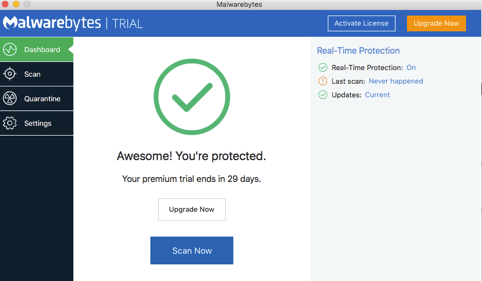 Malwarebytes
Malwarebytes | TRIAL
Activate License
Upgrade Now
Dashboard
Scan
Quarantine
Settings
Awesome! You're protected.
Your premium trial ends in 29 days.
Upgrade Now
Scan Now
Real-Time Protection
Real-Time Protection: On
Last scan: Never happened
Updates: Current